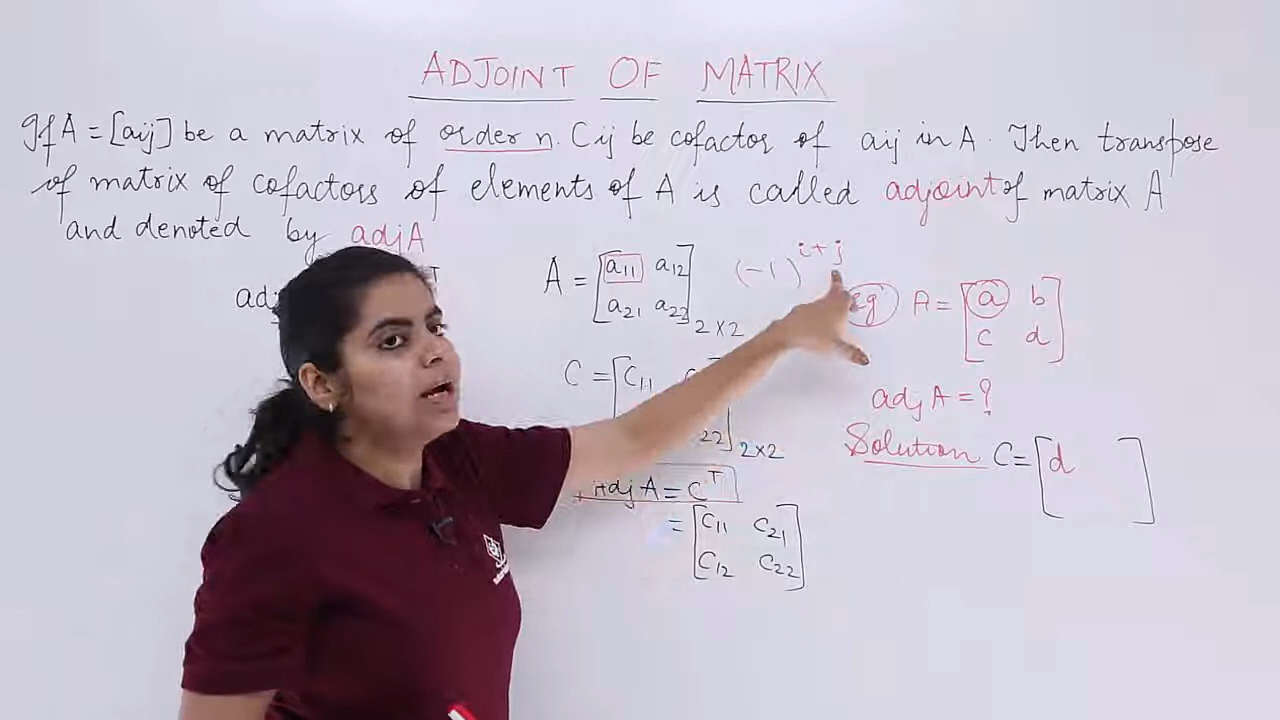 ADJOINT OF MATRIX
If A = [aij] be a matrix of order n. Cij be cofactor of aij in A. Then transpose
of matrix of cofactors of elements of A is called adjoint of matrix A
and denoted by adjA
A = [a11 a12
a21 a22] 2×2
(-1)^i+j
eg A = [a b
c d]
C = [C11
22] 2×2
adj A = ?
Solution C = [d ]
adj A = C^T
= [C11 C21
C12 C22]